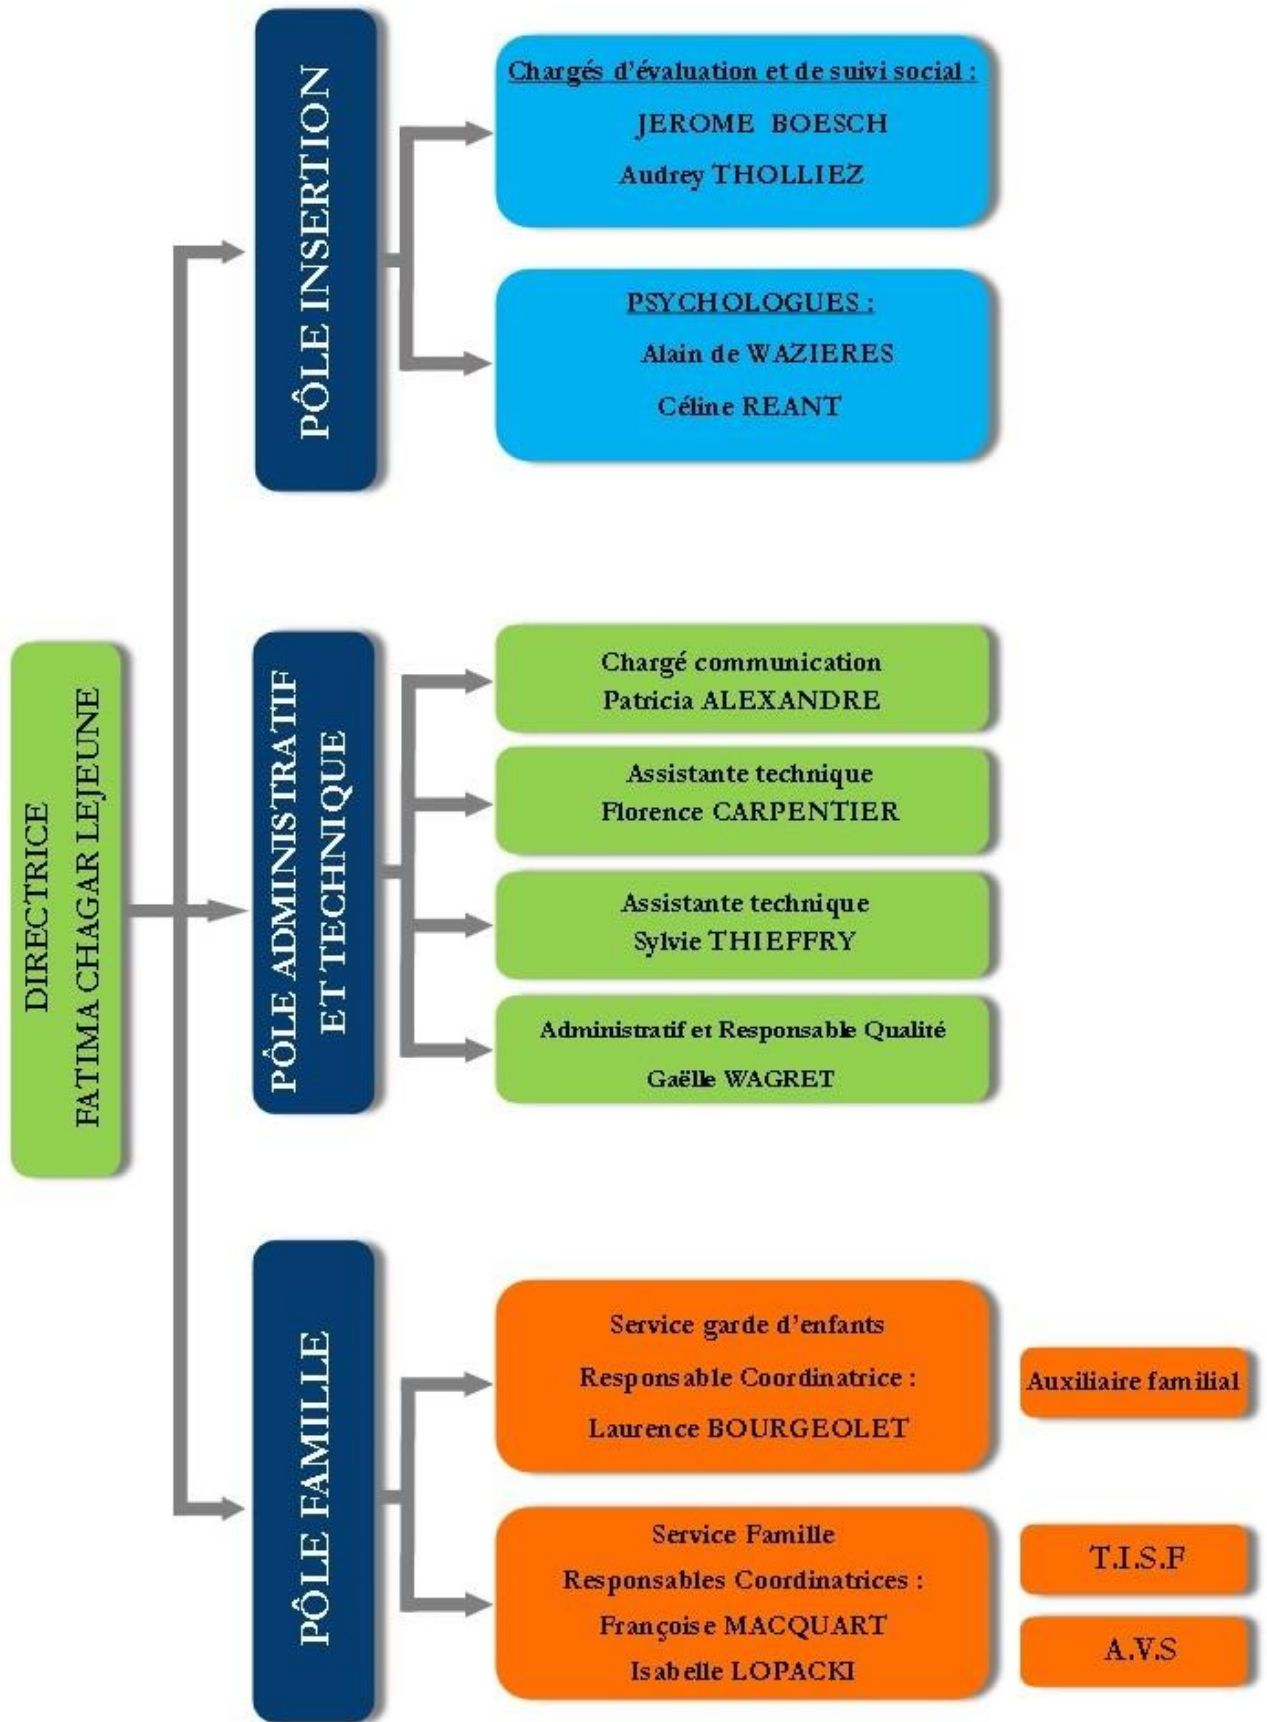 DIRECTRICE
FATIMA CHAGAR LEJEUNE
PÔLE INSERTION
Chargés d'évaluation et de suivi social :
JEROME BOESCH
Audrey THOLLIEZ
PSYCHOLOGUES :
Alain de WAZIERES
Céline REANT
PÔLE ADMINISTRATIF
ET TECHNIQUE
Chargé communication
Patricia ALEXANDRE
Assistante technique
Florence CARPENTIER
Assistante technique
Sylvie THIEFFRY
Administratif et Responsable Qualité
Gaëlle WAGRET
PÔLE FAMILLE
Service garde d'enfants
Responsable Coordinatrice :
Laurence BOURGEOLET
Auxiliaire familial
Service Famille
Responsables Coordinatrices :
Françoise MACQUART
Isabelle LOPACKI
T.I.S.F
A.V.S